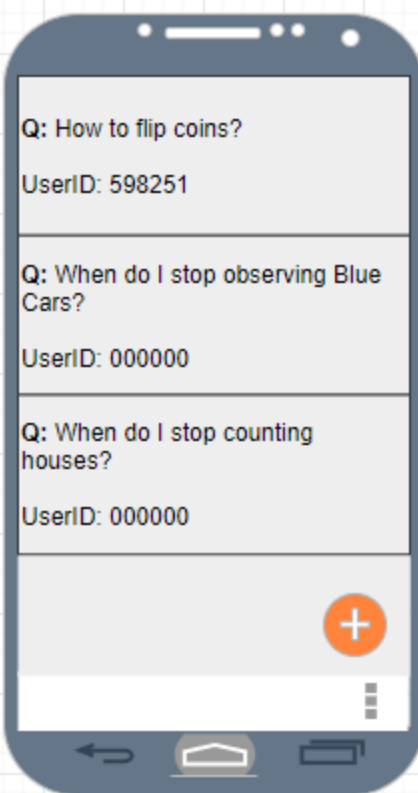 Q: How to flip coins?
UserID: 598251
Q: When do I stop observing Blue
Cars?
UserID: 000000
Q: When do I stop counting
houses?
UserID: 000000